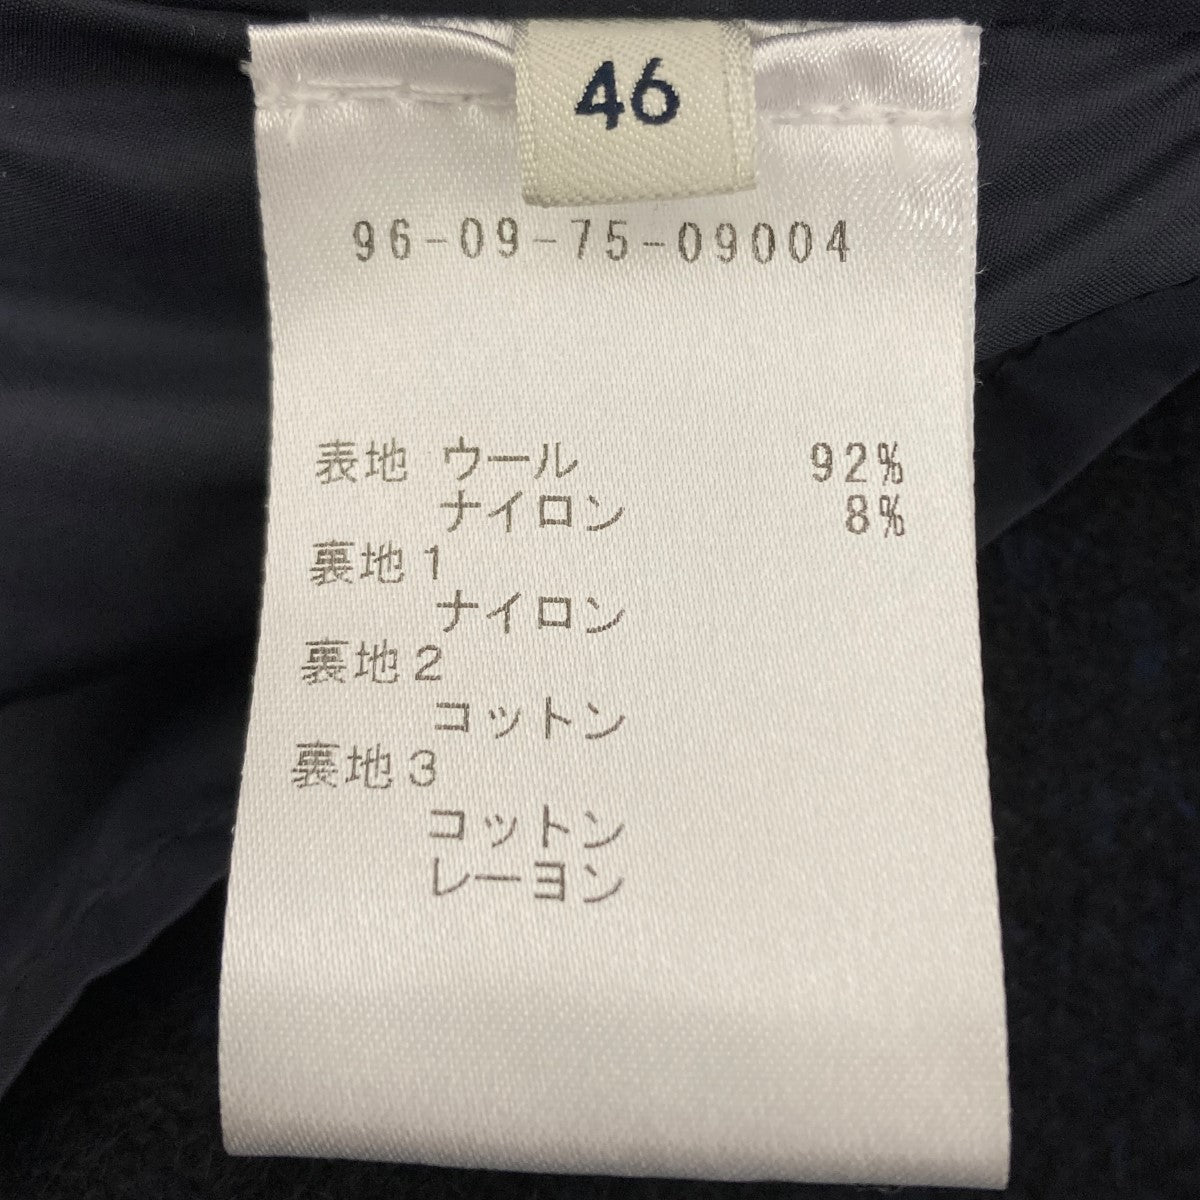 46
96-09-75-09004
表地 ウール 92%
ナイロン 8%
裏地1
ナイロン
裏地2
コットン
裏地3
コットン
レーヨン